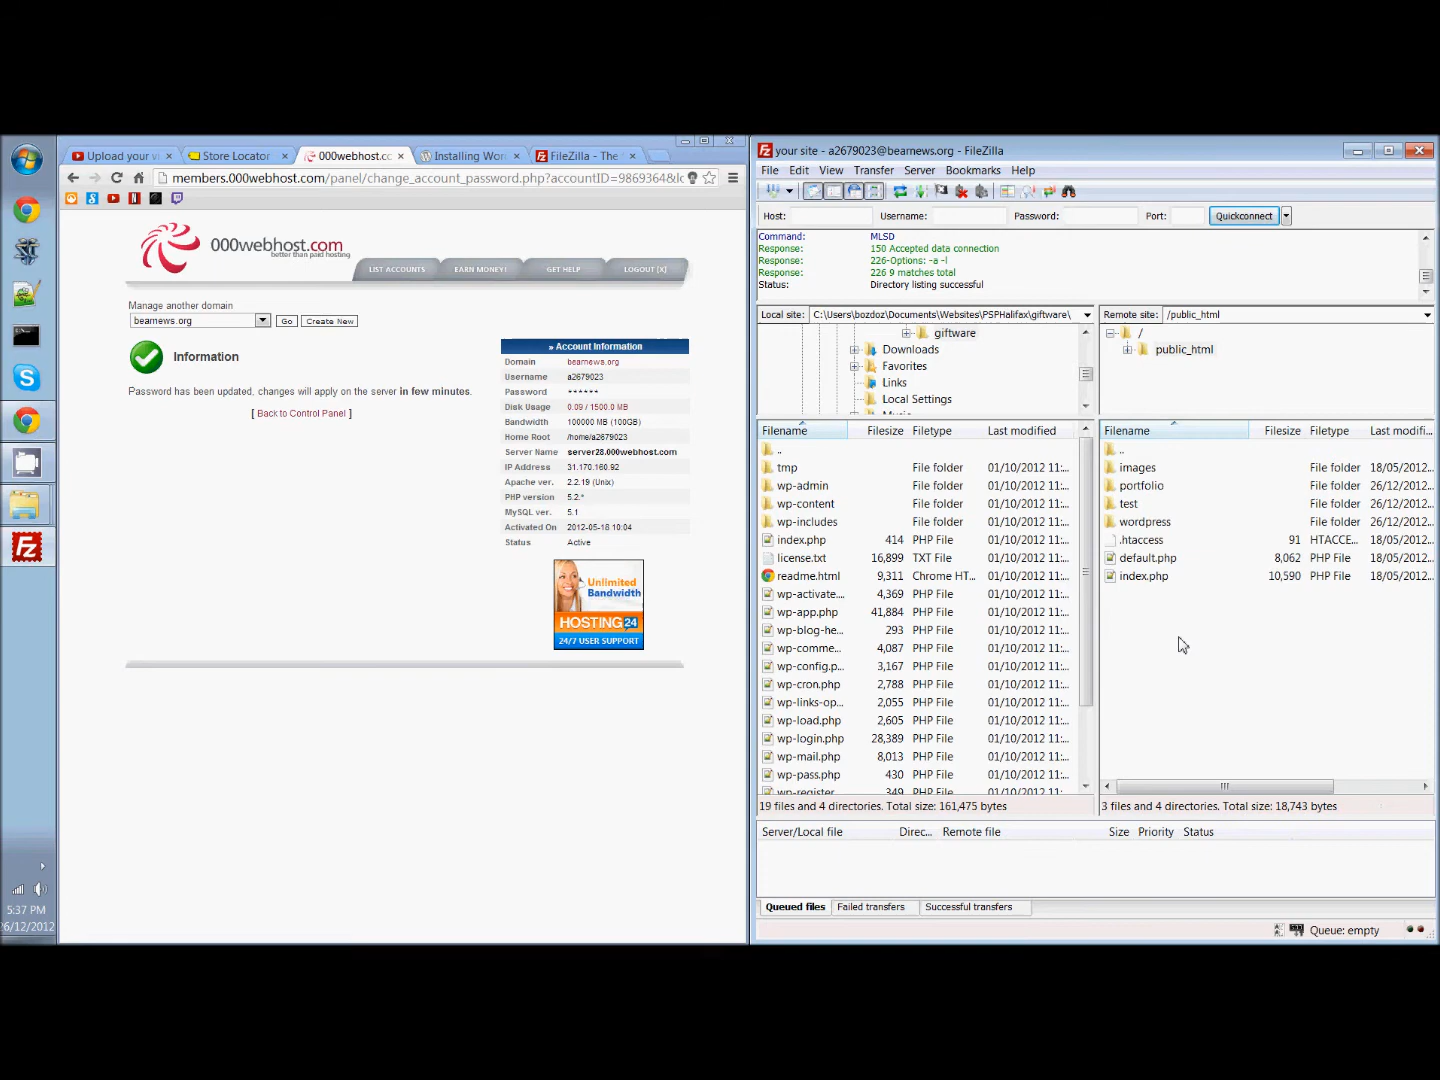 Upload your v
Store Locator
000webhost.cc
Installing Wor
FileZilla - The
members.000webhost.com/panel/change_account_password.php?accountID=9869364&lc
000webhost.com
better than paid hosting
LIST ACCOUNTS
EARN MONEY!
GET HELP
LOGOUT [X]
Manage another domain
bearnews.org
Go
Create New
Information
Password has been updated, changes will apply on the server in few minutes.
[ Back to Control Panel ]
» Account Information
Domain bearnews.org
Username a2679023
Password ******
Disk Usage 0.09 / 1500.0 MB
Bandwidth 100000 MB (100GB)
Home Root /home/a2679023
Server Name server28.000webhost.com
IP Address 31.170.160.92
Apache ver. 2.2.19 (Unix)
PHP version 5.2.*
MySQL ver. 5.1
Activated On 2012-05-18 10:04
Status Active
Unlimited
Bandwidth
HOSTING 24
24/7 USER SUPPORT
5:37 PM
26/12/2012
your site - a2679023@bearnews.org - FileZilla
File Edit View Transfer Server Bookmarks Help
Host: Username: Password: Port: Quickconnect
Command: MLSD
Response: 150 Accepted data connection
Response: 226-Options: -a -l
Response: 226 9 matches total
Status: Directory listing successful
Local site: C:\Users\bozdoz\Documents\Websites\PSPHalifax\giftware\
giftware
Downloads
Favorites
Links
Local Settings
Remote site: /public_html
/
public_html
Filename Filesize Filetype Last modified
..
tmp File folder 01/10/2012 11:...
wp-admin File folder 01/10/2012 11:...
wp-content File folder 01/10/2012 11:...
wp-includes File folder 01/10/2012 11:...
index.php 414 PHP File 01/10/2012 11:...
license.txt 16,899 TXT File 01/10/2012 11:...
readme.html 9,311 Chrome HT... 01/10/2012 11:...
wp-activate.... 4,369 PHP File 01/10/2012 11:...
wp-app.php 41,884 PHP File 01/10/2012 11:...
wp-blog-he... 293 PHP File 01/10/2012 11:...
wp-comme... 4,087 PHP File 01/10/2012 11:...
wp-config.p... 3,167 PHP File 01/10/2012 11:...
wp-cron.php 2,788 PHP File 01/10/2012 11:...
wp-links-op... 2,055 PHP File 01/10/2012 11:...
wp-load.php 2,605 PHP File 01/10/2012 11:...
wp-login.php 28,389 PHP File 01/10/2012 11:...
wp-mail.php 8,013 PHP File 01/10/2012 11:...
wp-pass.php 430 PHP File 01/10/2012 11:...
wp-register 349 PHP File 01/10/2012 11:...
19 files and 4 directories. Total size: 161,475 bytes
Filename Filesize Filetype Last modifi...
..
images File folder 18/05/2012...
portfolio File folder 26/12/2012...
test File folder 26/12/2012...
wordpress File folder 26/12/2012...
.htaccess 91 HTACCE... 18/05/2012...
default.php 8,062 PHP File 18/05/2012...
index.php 10,590 PHP File 18/05/2012...
3 files and 4 directories. Total size: 18,743 bytes
Server/Local file Direc... Remote file Size Priority Status
Queued files Failed transfers Successful transfers
Queue: empty